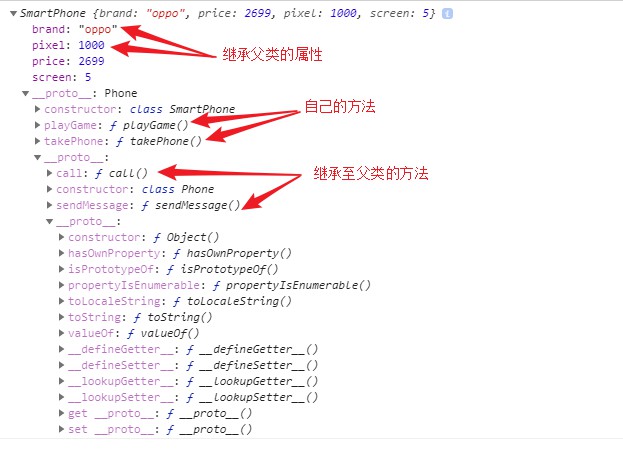 SmartPhone {brand: "oppo", price: 2699, pixel: 1000, screen: 5} i
brand: "oppo"
pixel: 1000
继承父类的属性
price: 2699
screen: 5
__proto__: Phone
constructor: class SmartPhone
自己的方法
playGame: ƒ playGame()
takePhone: ƒ takePhone()
__proto__:
call: ƒ call()
继承至父类的方法
constructor: class Phone
sendMessage: ƒ sendMessage()
__proto__:
constructor: ƒ Object()
hasOwnProperty: ƒ hasOwnProperty()
isPrototypeOf: ƒ isPrototypeOf()
propertyIsEnumerable: ƒ propertyIsEnumerable()
toLocaleString: ƒ toLocaleString()
toString: ƒ toString()
valueOf: ƒ valueOf()
__defineGetter__: ƒ __defineGetter__()
__defineSetter__: ƒ __defineSetter__()
__lookupGetter__: ƒ __lookupGetter__()
__lookupSetter__: ƒ __lookupSetter__()
get __proto__: ƒ __proto__()
set __proto__: ƒ __proto__()